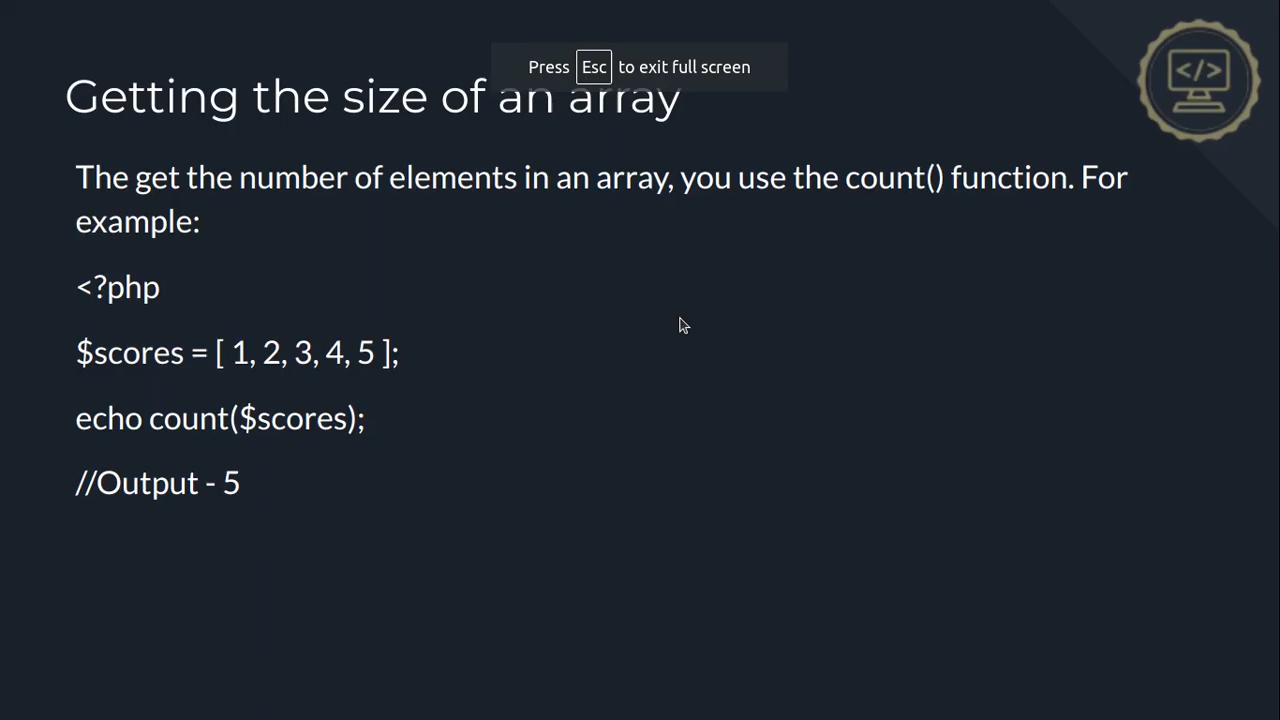 Press Esc to exit full screen
Getting the size of an array
The get the number of elements in an array, you use the count() function. For
example:
<?php
$scores = [ 1, 2, 3, 4, 5 ];
echo count($scores);
//Output - 5
</>